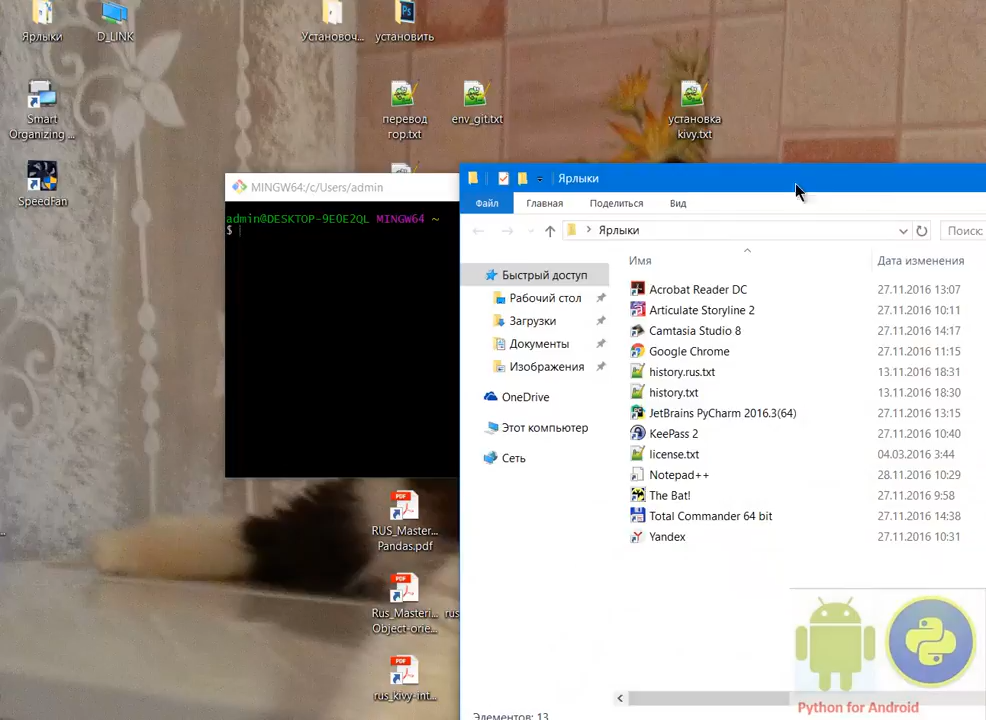 Ярлыки
D_LINK
Установоч...
установить
Smart
Organizing ...
перевод
гор.txt
env_git.txt
установка
kivy.txt
SpeedFan
MINGW64:/c/Users/admin
admin@DESKTOP-9E0E2QL MINGW64 ~
$
Ярлыки
Файл
Главная
Поделиться
Вид
Ярлыки
Поиск:
Имя
Дата изменения
Быстрый доступ
Рабочий стол
Загрузки
Документы
Изображения
OneDrive
Этот компьютер
Сеть
Acrobat Reader DC 27.11.2016 13:07
Articulate Storyline 2 27.11.2016 10:11
Camtasia Studio 8 27.11.2016 14:17
Google Chrome 27.11.2016 11:15
history.rus.txt 13.11.2016 18:31
history.txt 13.11.2016 18:30
JetBrains PyCharm 2016.3(64) 27.11.2016 13:15
KeePass 2 27.11.2016 10:40
license.txt 04.03.2016 3:44
Notepad++ 28.11.2016 10:29
The Bat! 27.11.2016 9:58
Total Commander 64 bit 27.11.2016 14:38
Yandex 27.11.2016 10:31
RUS_Master...
Pandas.pdf
Rus_Masteri...
Object-orie...
rus
rus_kivy-int...
Элементов: 13
Python for Android